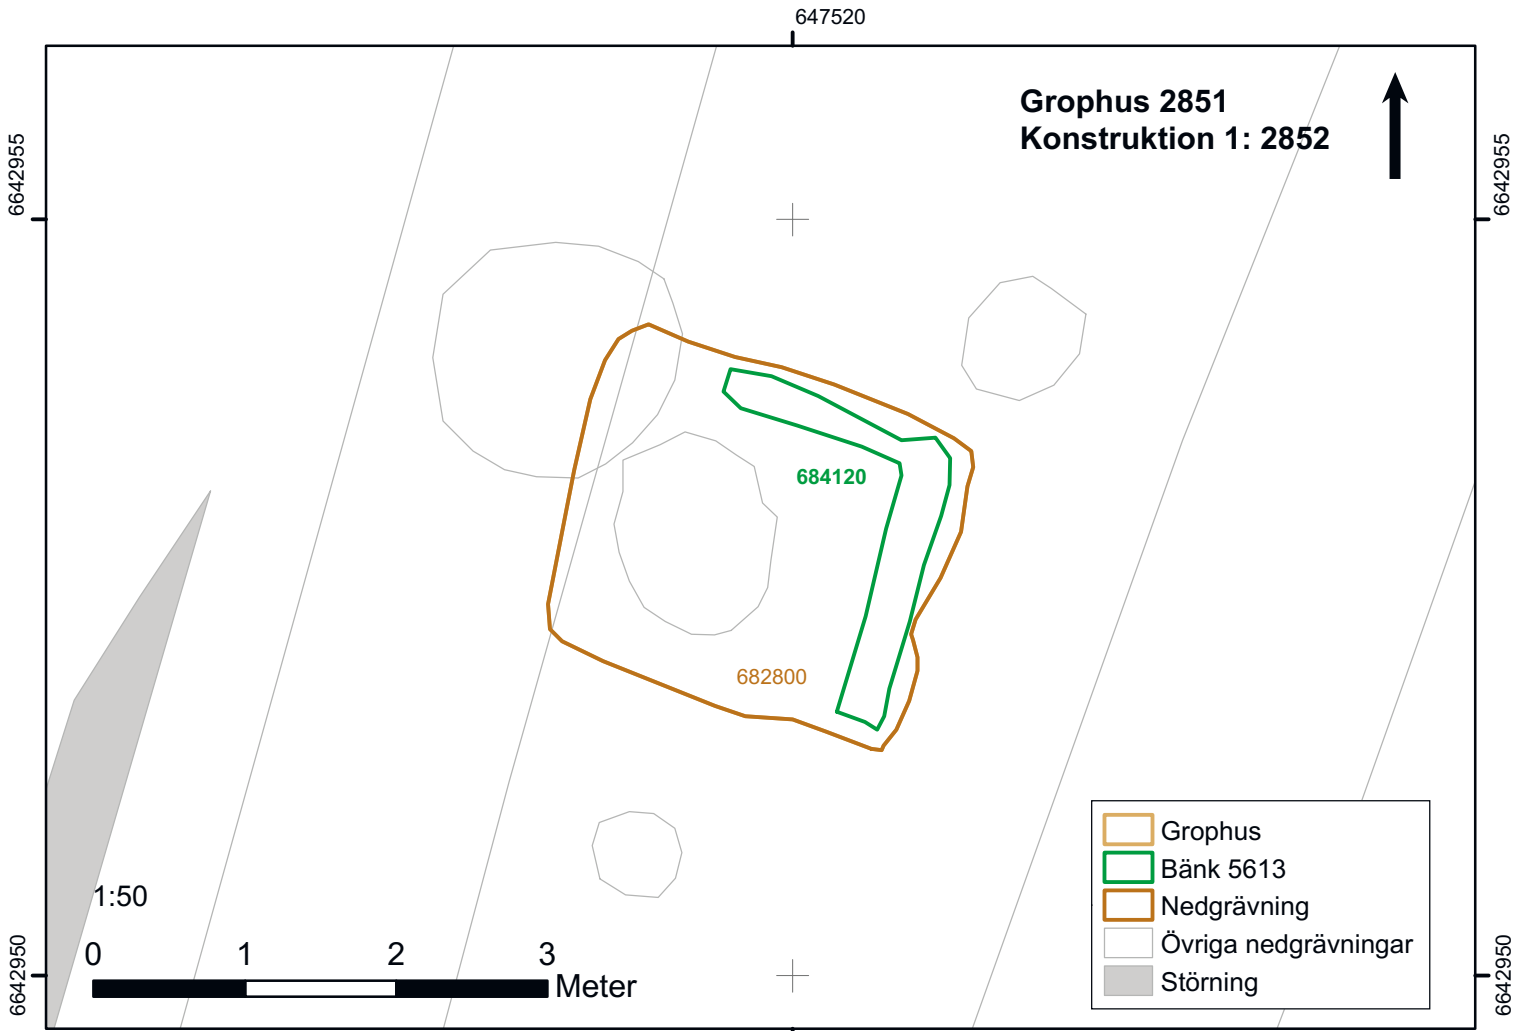 647520
Grophus 2851
Konstruktion 1: 2852
6642955
6642955
684120
682800
Grophus
Bänk 5613
Nedgrävning
Övriga nedgrävningar
Störning
1:50
0 1 2 3
Meter
6642950
6642950